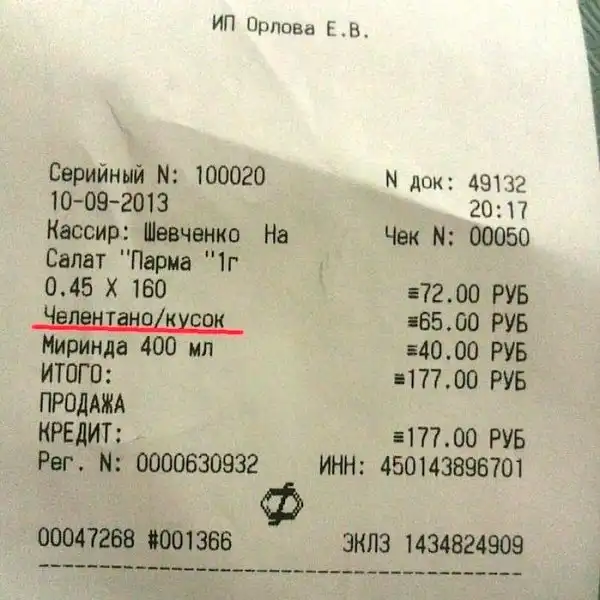 ИП Орлова Е.В.
Серийный N: 100020 N док: 49132
10-09-2013 20:17
Кассир: Шевченко На Чек N: 00050
Салат "Парма "1г
0.45 X 160 ≡72.00 РУБ
Челентано/кусок ≡65.00 РУБ
Миринда 400 мл ≡40.00 РУБ
ИТОГО: ≡177.00 РУБ
ПРОДАЖА
КРЕДИТ: ≡177.00 РУБ
Рег. N: 0000630932 ИНН: 450143896701
00047268 #001366 ЭКЛЗ 1434824909